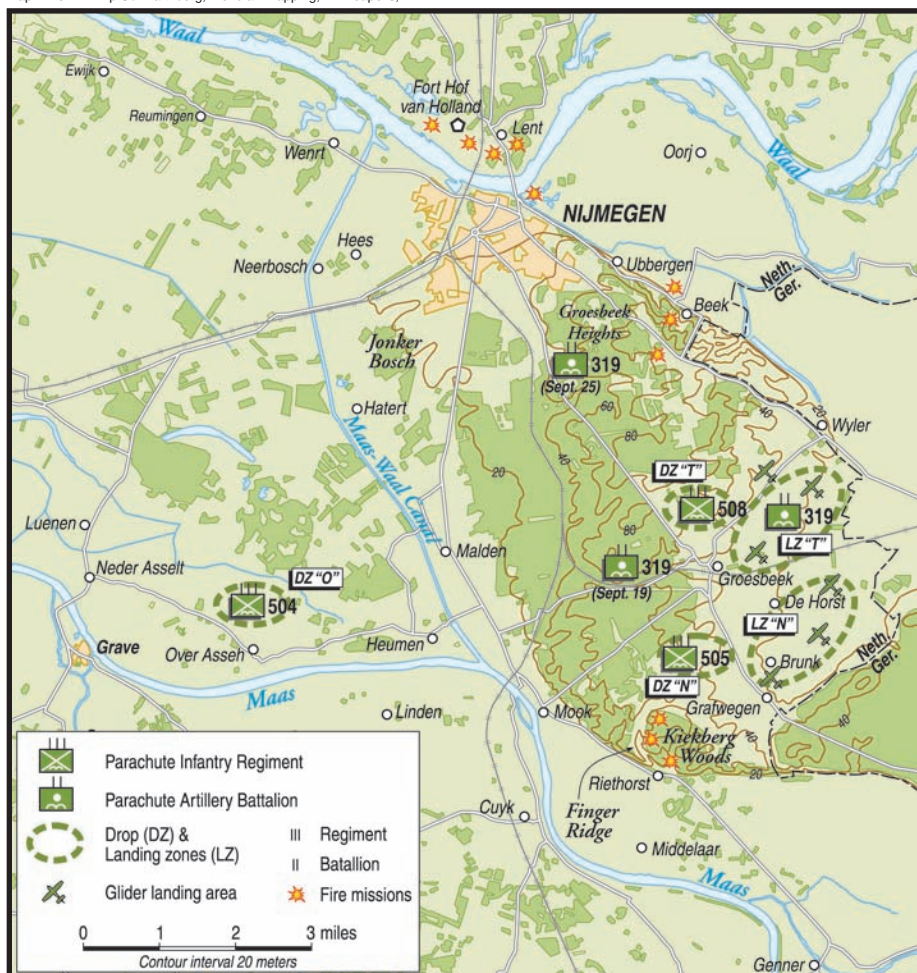 Waal
Ewijk
Fort Hof
van Holland
Reumingen
Lent
Wenrt
Oorj
Waal
NIJMEGEN
Hees
Neerbosch
Ubbergen
Neth.
Ger.
Beek
Groesbeek
Heights
Jonker
Bosch
319
(Sept. 25)
Hatert
60
40
20
Wyler
80
20
40
DZ "T"
Maas-Waal Canal
508
319
80
LZ "T"
Luenen
Malden
319
Groesbeek
Neder Asselt
DZ "O"
(Sept. 19)
De Horst
504
LZ "N"
Heumen
Grave
Over Asseh
505
Brunk
Neth.
Ger.
DZ "N"
Maas
Grafwegen
40
40
Linden
Mook
Kiekberg
Woods
20
Riethorst
Parachute Infantry Regiment
Parachute Artillery Battalion
Finger
Ridge
Cuyk
Drop (DZ) &
Landing zones (LZ)
III Regiment
II Batallion
Middelaar
Glider landing area
Fire missions
Maas
0 1 2 3 miles
Contour interval 20 meters
Genner